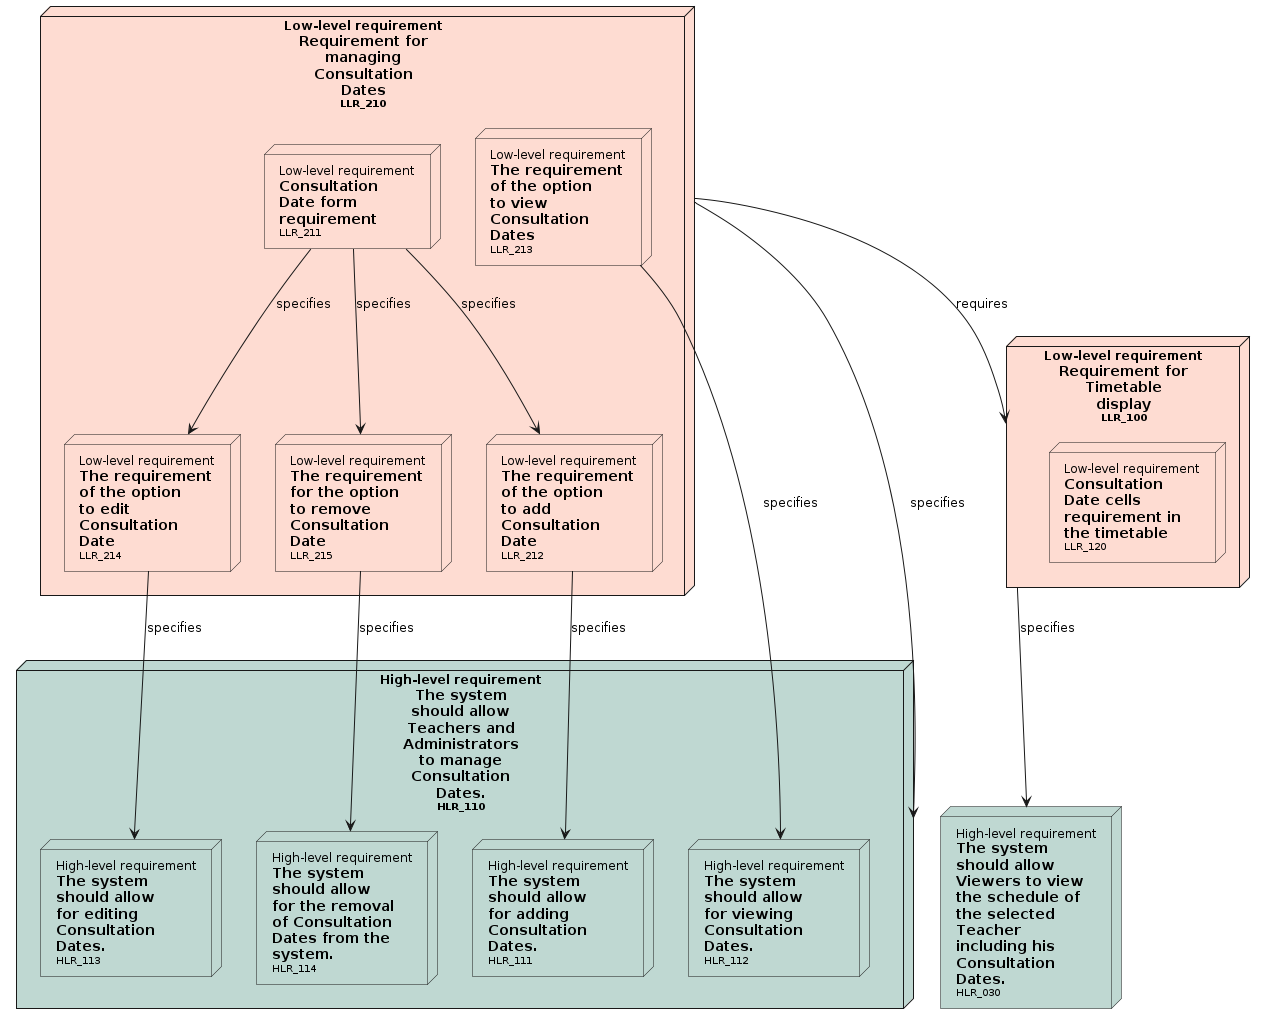 Low-level requirement
Requirement for
managing
Consultation
Dates
LLR_210
Low-level requirement
Consultation
Date form
requirement
LLR_211
Low-level requirement
The requirement
of the option
to view
Consultation
Dates
LLR_213
specifies
specifies
specifies
requires
Low-level requirement
Requirement for
Timetable
display
LLR_100
Low-level requirement
Consultation
Date cells
requirement in
the timetable
LLR_120
Low-level requirement
The requirement
of the option
to edit
Consultation
Date
LLR_214
Low-level requirement
The requirement
for the option
to remove
Consultation
Date
LLR_215
Low-level requirement
The requirement
of the option
to add
Consultation
Date
LLR_212
specifies
specifies
specifies
specifies
specifies
specifies
High-level requirement
The system
should allow
Teachers and
Administrators
to manage
Consultation
Dates.
HLR_110
High-level requirement
The system
should allow
for editing
Consultation
Dates.
HLR_113
High-level requirement
The system
should allow
for the removal
of Consultation
Dates from the
system.
HLR_114
High-level requirement
The system
should allow
for adding
Consultation
Dates.
HLR_111
High-level requirement
The system
should allow
for viewing
Consultation
Dates.
HLR_112
High-level requirement
The system
should allow
Viewers to view
the schedule of
the selected
Teacher
including his
Consultation
Dates.
HLR_030